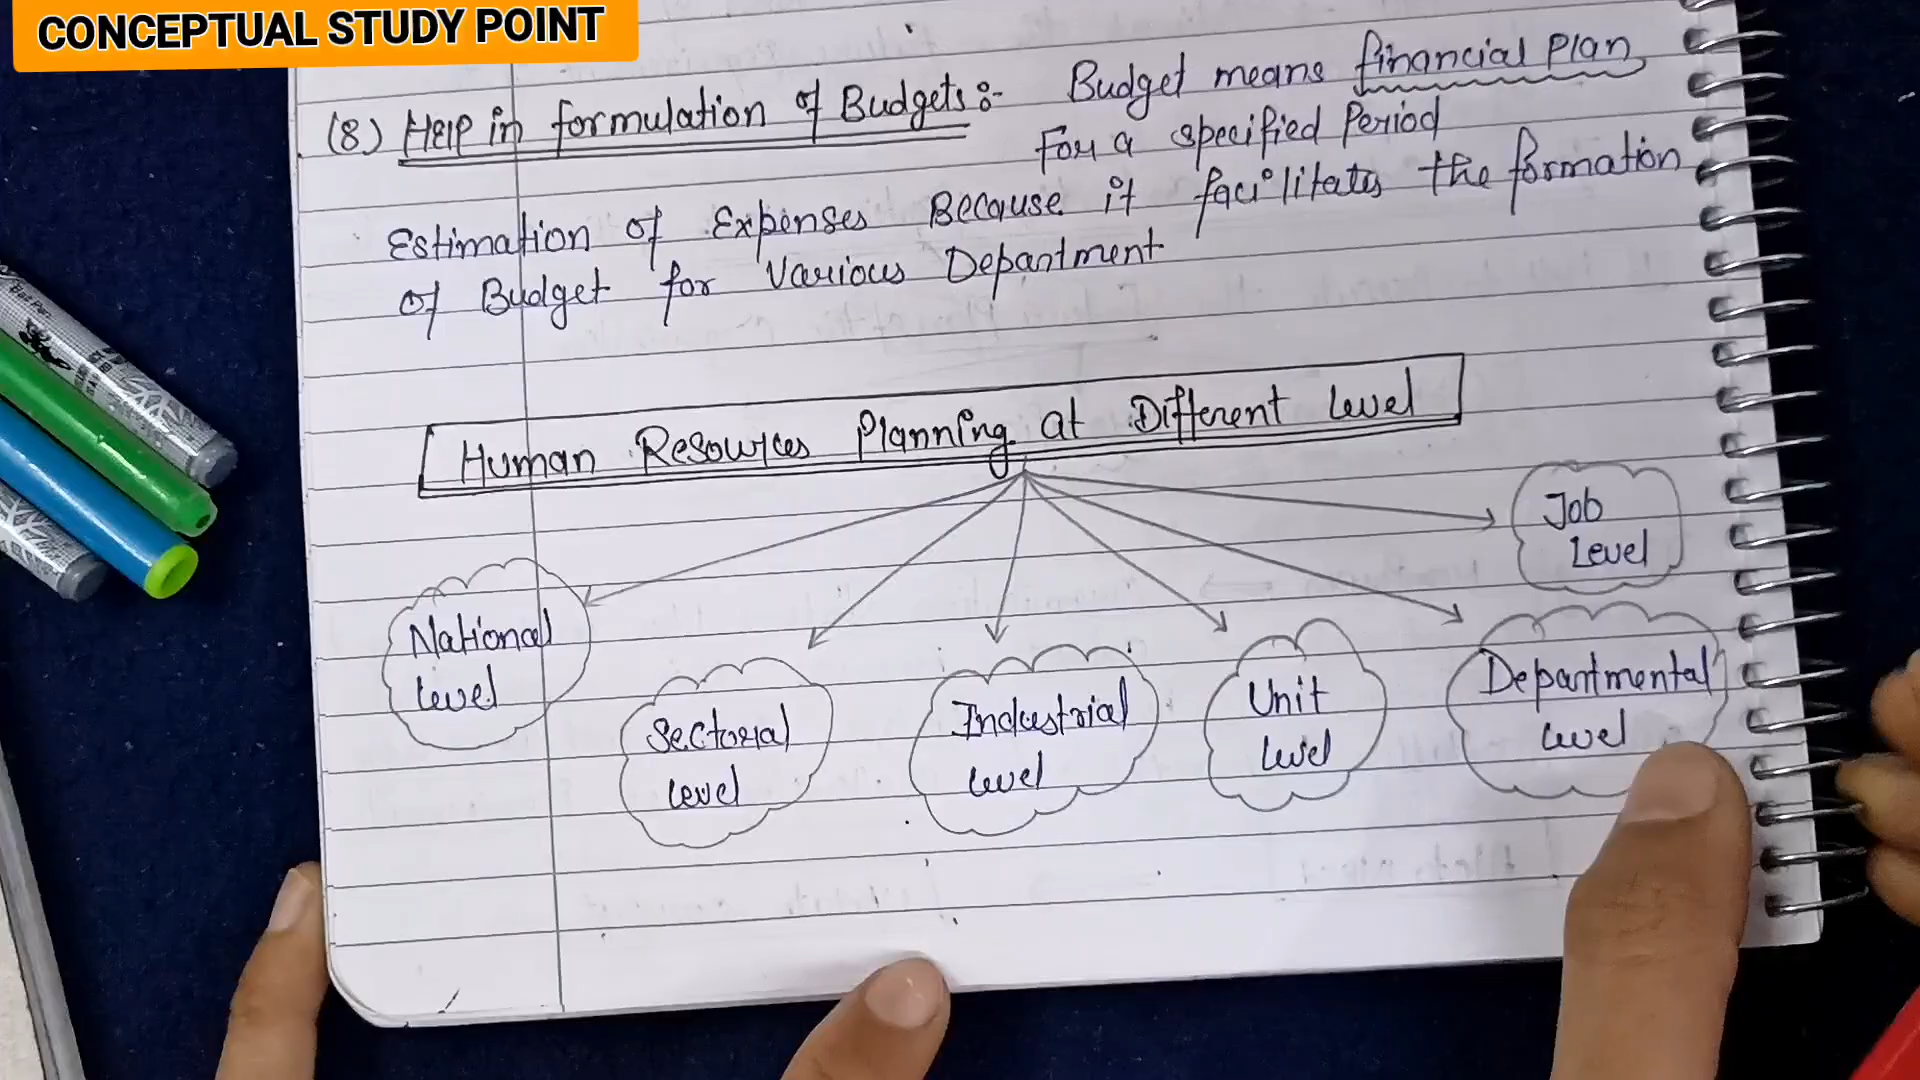 CONCEPTUAL STUDY POINT
(8) Help in formulation of Budgets :- Budget means financial Plan
For a specified Period
Estimation of Expenses Because it facilitates the formation
of Budget for Various Department
Human Resources Planning at Different Level
Job
Level
National
Level
Sectorial
Level
Industrial
Level
Unit
Level
Departmental
Level